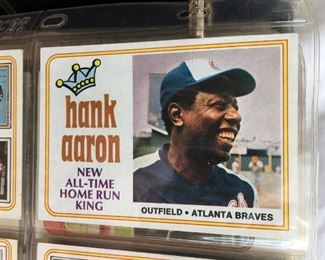 hank
aaron
NEW
ALL-TIME
HOME RUN
KING
OUTFIELD • ATLANTA BRAVES